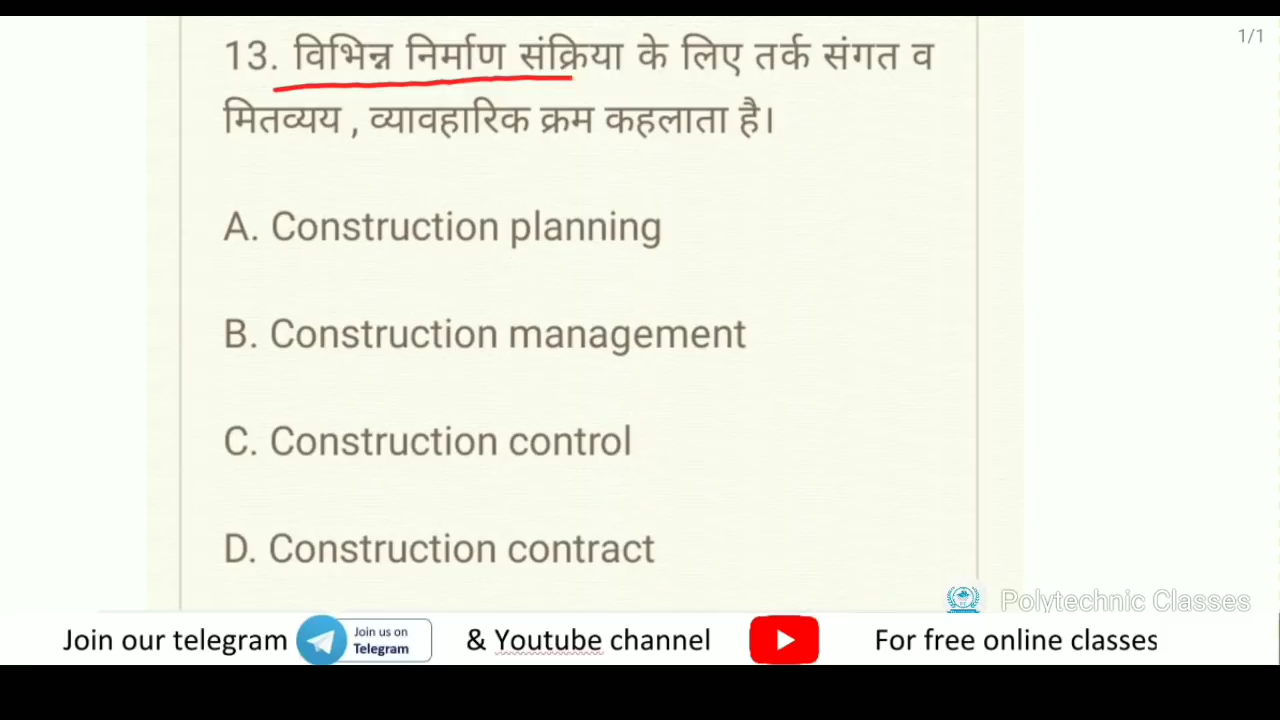 1/1
13. विभिन्न निर्माण संक्रिया के लिए तर्क संगत व
मितव्यय , व्यावहारिक क्रम कहलाता है।
A. Construction planning
B. Construction management
C. Construction control
D. Construction contract
Polytechnic Classes
Join our telegram Join us on Telegram & Youtube channel For free online classes